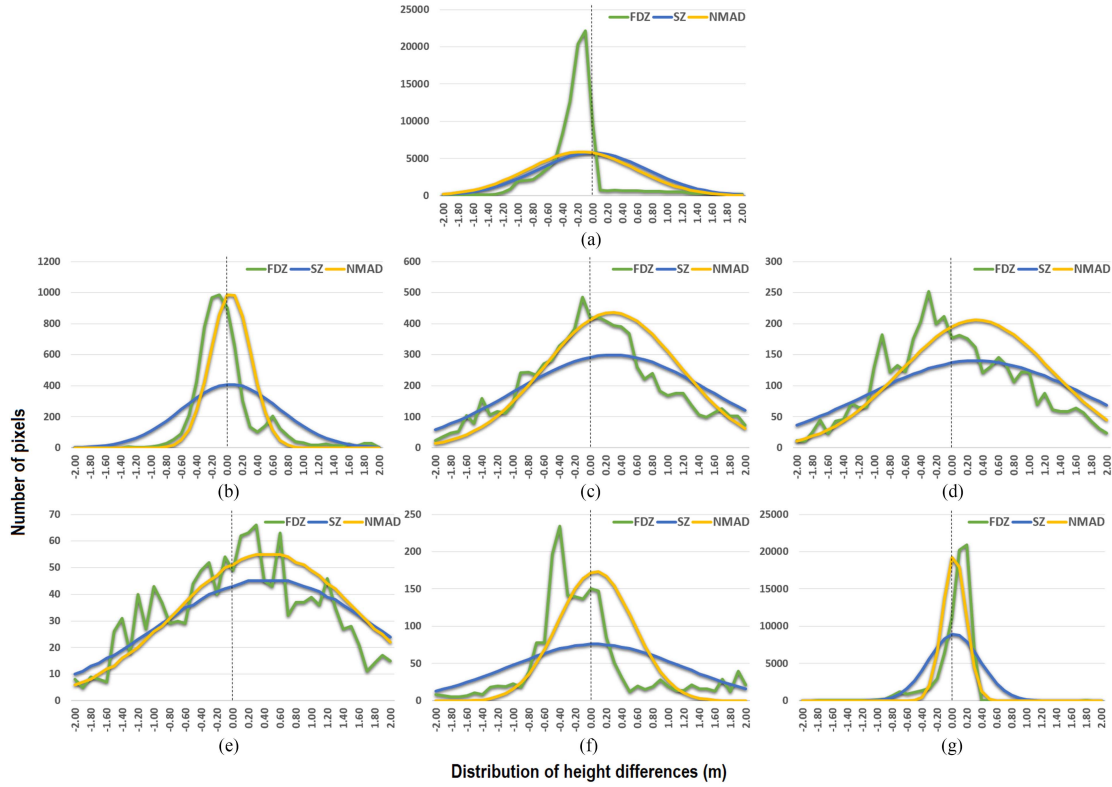 FDZ SZ NMAD
25000
20000
15000
10000
5000
0
-2.00 -1.80 -1.60 -1.40 -1.20 -1.00 -0.80 -0.60 -0.40 -0.20 0.00 0.20 0.40 0.60 0.80 1.00 1.20 1.40 1.60 1.80 2.00
(a)
FDZ SZ NMAD
1200
1000
800
600
400
200
0
-2.00 -1.80 -1.60 -1.40 -1.20 -1.00 -0.80 -0.60 -0.40 -0.20 0.00 0.20 0.40 0.60 0.80 1.00 1.20 1.40 1.60 1.80 2.00
(b)
FDZ SZ NMAD
600
500
400
300
200
100
0
-2.00 -1.80 -1.60 -1.40 -1.20 -1.00 -0.80 -0.60 -0.40 -0.20 0.00 0.20 0.40 0.60 0.80 1.00 1.20 1.40 1.60 1.80 2.00
(c)
FDZ SZ NMAD
300
250
200
150
100
50
0
-2.00 -1.80 -1.60 -1.40 -1.20 -1.00 -0.80 -0.60 -0.40 -0.20 0.00 0.20 0.40 0.60 0.80 1.00 1.20 1.40 1.60 1.80 2.00
(d)
Number of pixels
FDZ SZ NMAD
70
60
50
40
30
20
10
0
-2.00 -1.80 -1.60 -1.40 -1.20 -1.00 -0.80 -0.60 -0.40 -0.20 0.00 0.20 0.40 0.60 0.80 1.00 1.20 1.40 1.60 1.80 2.00
(e)
FDZ SZ NMAD
250
200
150
100
50
0
-2.00 -1.80 -1.60 -1.40 -1.20 -1.00 -0.80 -0.60 -0.40 -0.20 0.00 0.20 0.40 0.60 0.80 1.00 1.20 1.40 1.60 1.80 2.00
(f)
FDZ SZ NMAD
25000
20000
15000
10000
5000
0
-2.00 -1.80 -1.60 -1.40 -1.20 -1.00 -0.80 -0.60 -0.40 -0.20 0.00 0.20 0.40 0.60 0.80 1.00 1.20 1.40 1.60 1.80 2.00
(g)
Distribution of height differences (m)